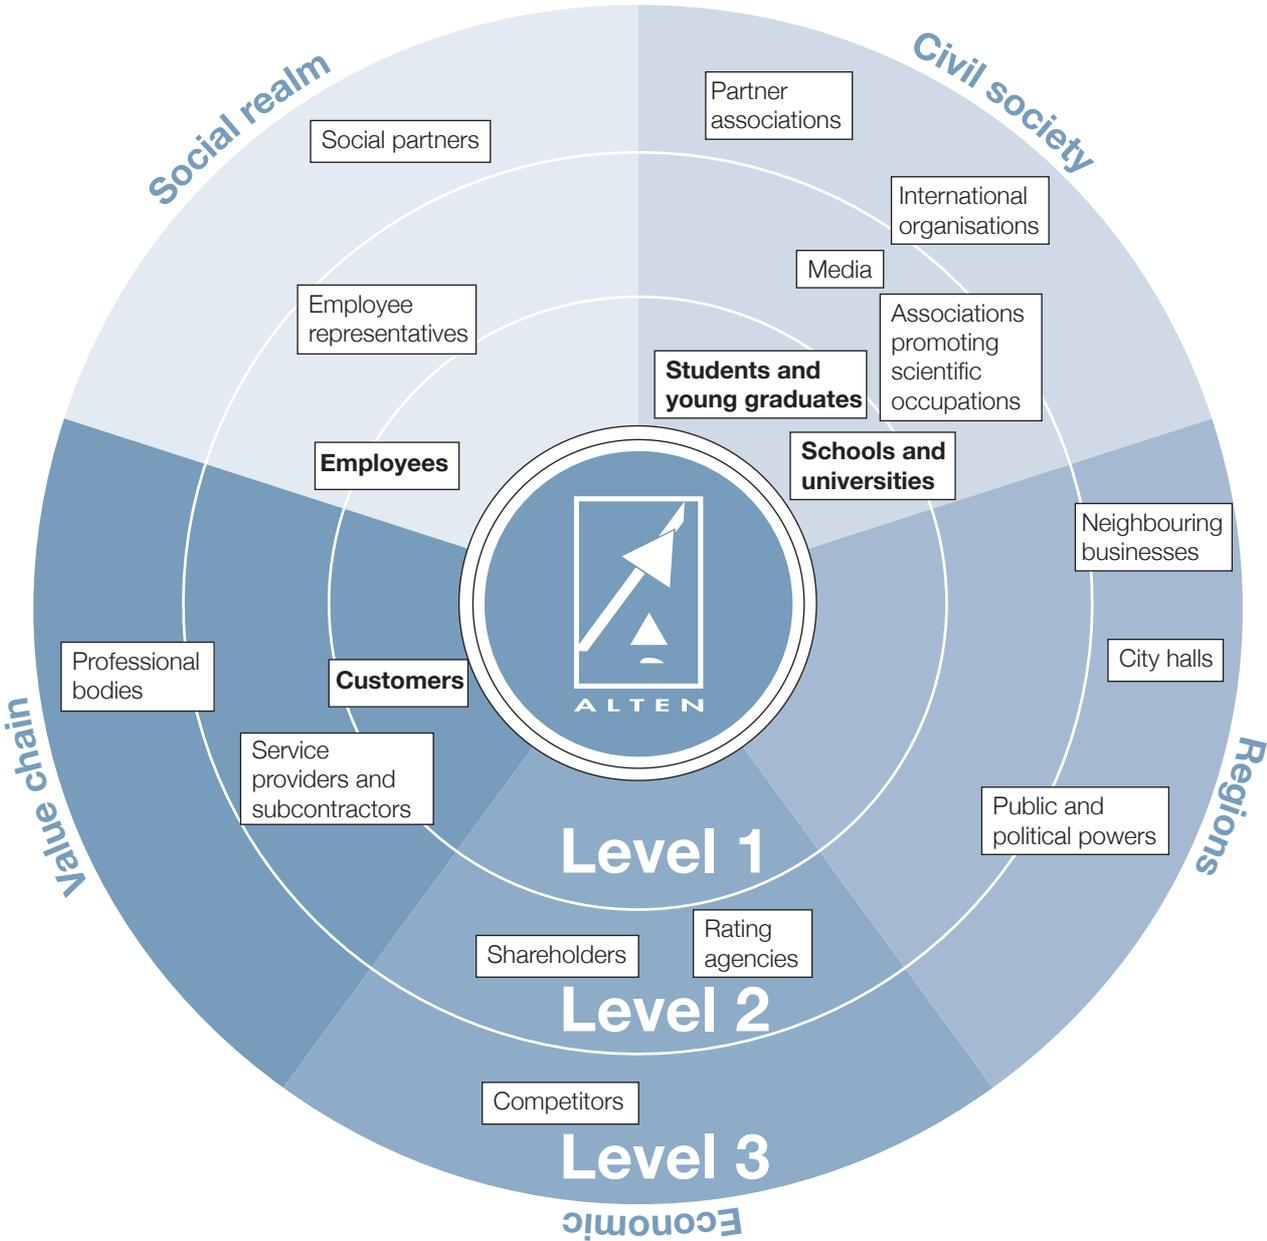 Social realm
Civil society
Partner
associations
Social partners
International
organisations
Media
Employee
representatives
Associations
promoting
scientific
occupations
Students and
young graduates
Employees
Schools and
universities
Neighbouring
businesses
City halls
Professional
bodies
Customers
ALTEN
Value chain
Service
providers and
subcontractors
Regions
Public and
political powers
Level 1
Shareholders
Rating
agencies
Level 2
Competitors
Level 3
Economic